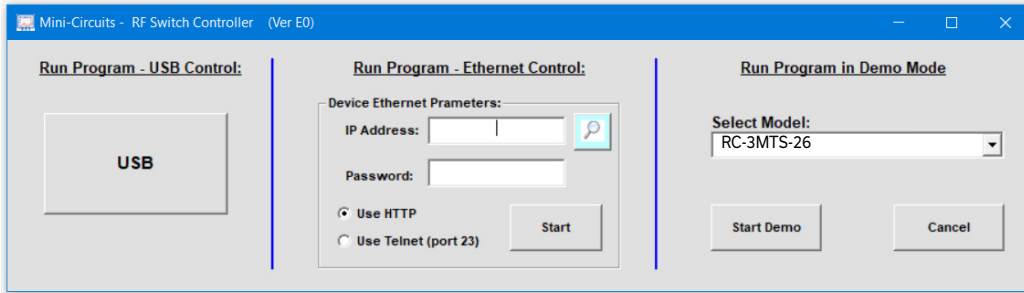 Mini-Circuits - RF Switch Controller (Ver E0)
Run Program - USB Control:
USB
Run Program - Ethernet Control:
Device Ethernet Prameters:
IP Address:
Password:
Use HTTP
Use Telnet (port 23)
Start
Run Program in Demo Mode
Select Model:
RC-3MTS-26
Start Demo
Cancel